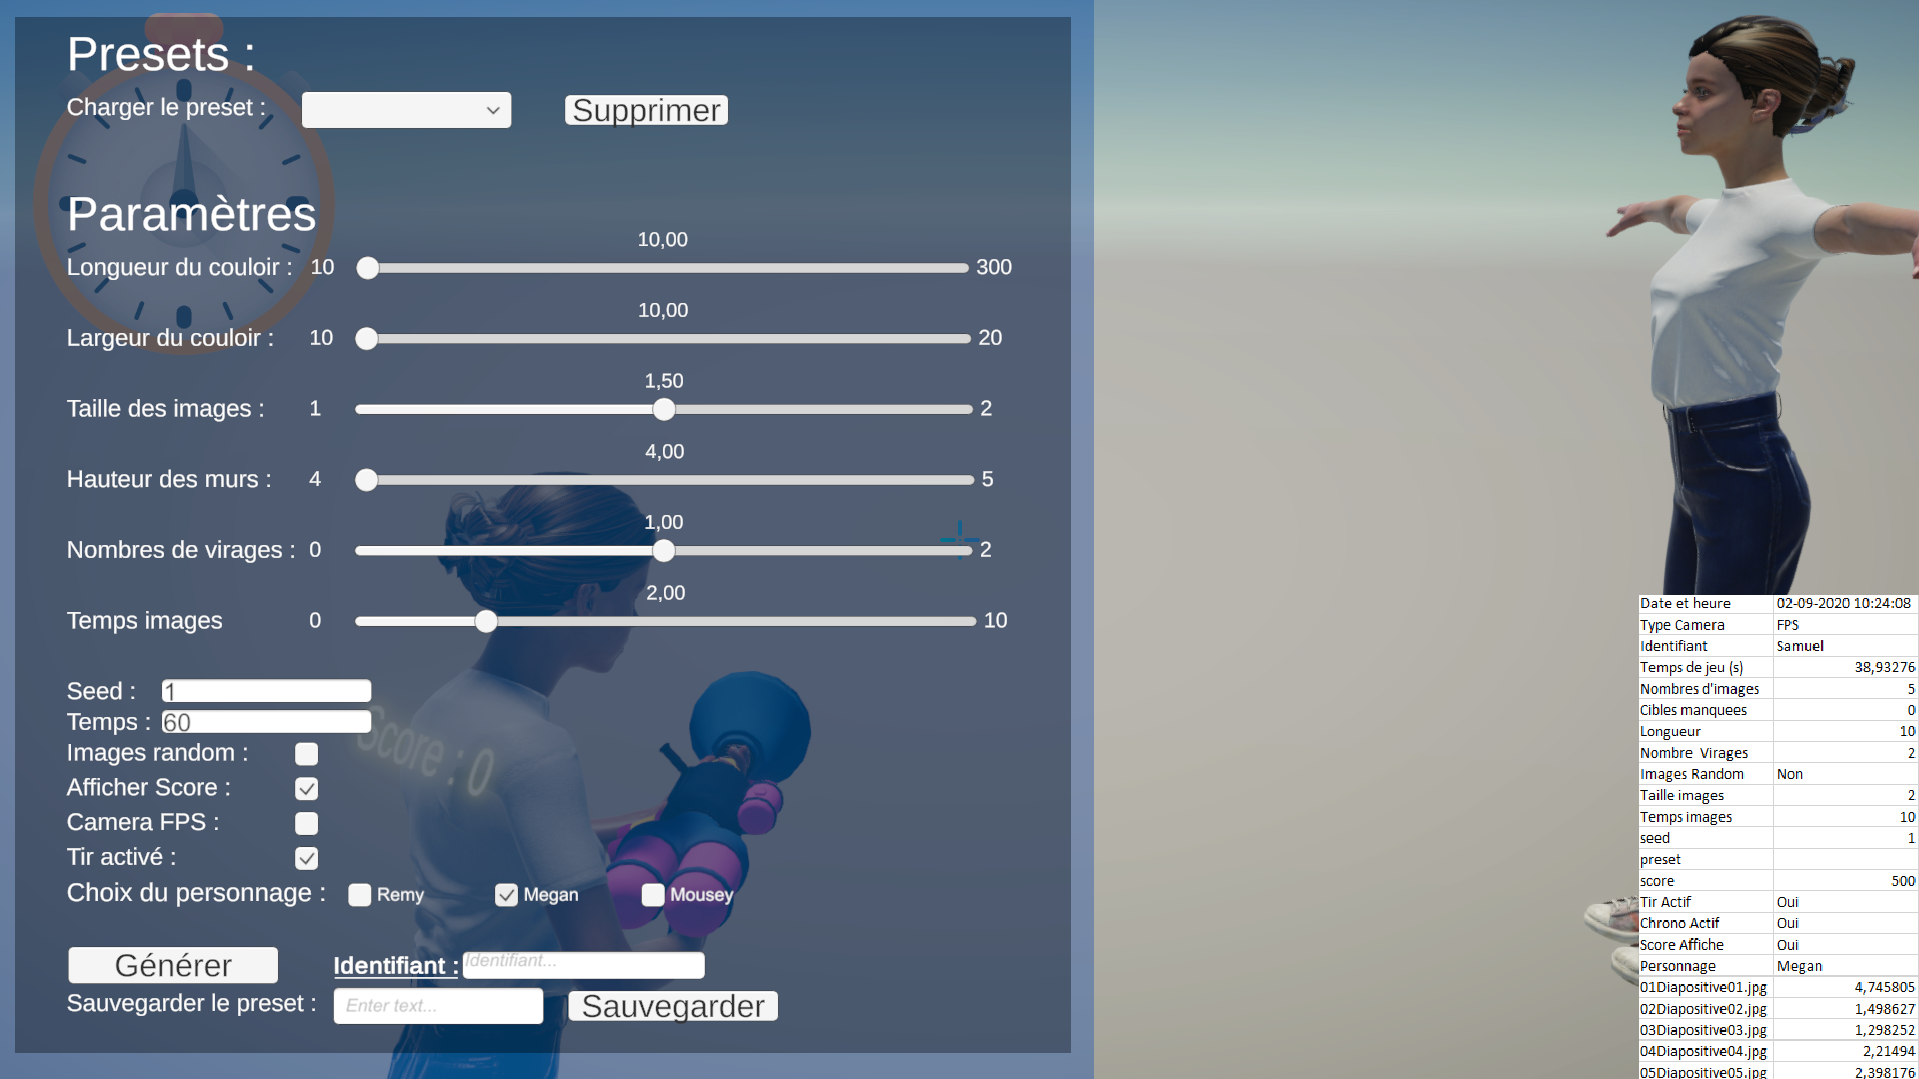 Presets :
Charger le preset :
Supprimer
Paramètres
10,00
Longueur du couloir : 10 300
10,00
Largeur du couloir : 10 20
1,50
Taille des images : 1 2
4,00
Hauteur des murs : 4 5
1,00
Nombres de virages : 0 2
2,00
Temps images 0 10
Seed : 1
Temps : 60
Images random :
Afficher Score :
Camera FPS :
Tir activé :
Choix du personnage : Remy Megan Mousey
Générer
Identifiant : Identifiant...
Sauvegarder le preset : Enter text... Sauvegarder
Score : 0
Date et heure 02-09-2020 10:24:08
Type Camera FPS
Identifiant Samuel
Temps de jeu (s) 38,93276
Nombres d'images 5
Cibles manquees 0
Longueur 10
Nombre Virages 2
Images Random Non
Taille images 2
Temps images 10
seed 1
preset
score 500
Tir Actif Oui
Chrono Actif Oui
Score Affiche Oui
Personnage Megan
01Diapositive01.jpg 4,745805
02Diapositive02.jpg 1,498627
03Diapositive03.jpg 1,298252
04Diapositive04.jpg 2,21494
05Diapositive05.jpg 2,398176